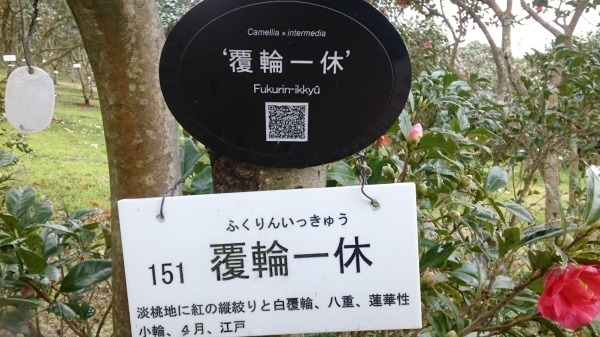 Camellia × intermedia
‘覆輪一休’
Fukurin-ikkyû
ふくりんいっきゅう
151 覆輪一休
淡桃地に紅の縦絞りと白覆輪、八重、蓮華性
小輪、4月、江戸